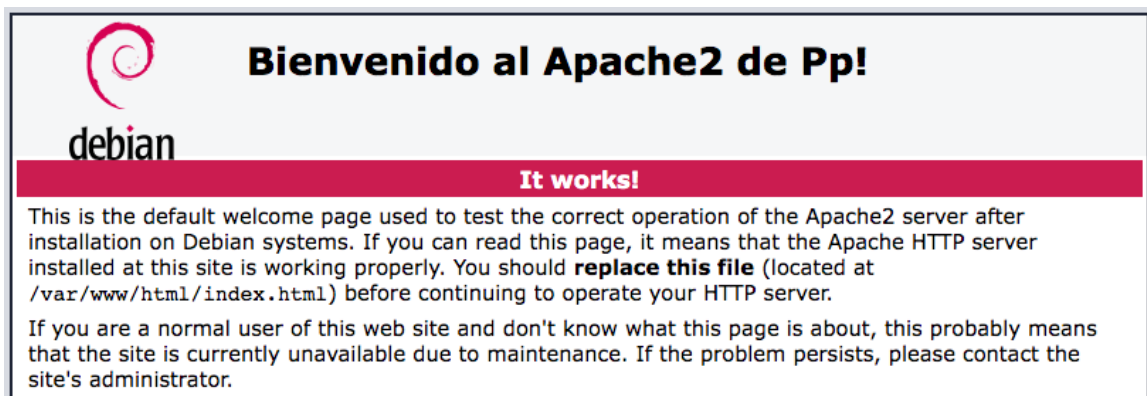 Bienvenido al Apache2 de Pp!
debian
It works!
This is the default welcome page used to test the correct operation of the Apache2 server after
installation on Debian systems. If you can read this page, it means that the Apache HTTP server
installed at this site is working properly. You should replace this file (located at
/var/www/html/index.html) before continuing to operate your HTTP server.
If you are a normal user of this web site and don't know what this page is about, this probably means
that the site is currently unavailable due to maintenance. If the problem persists, please contact the
site's administrator.